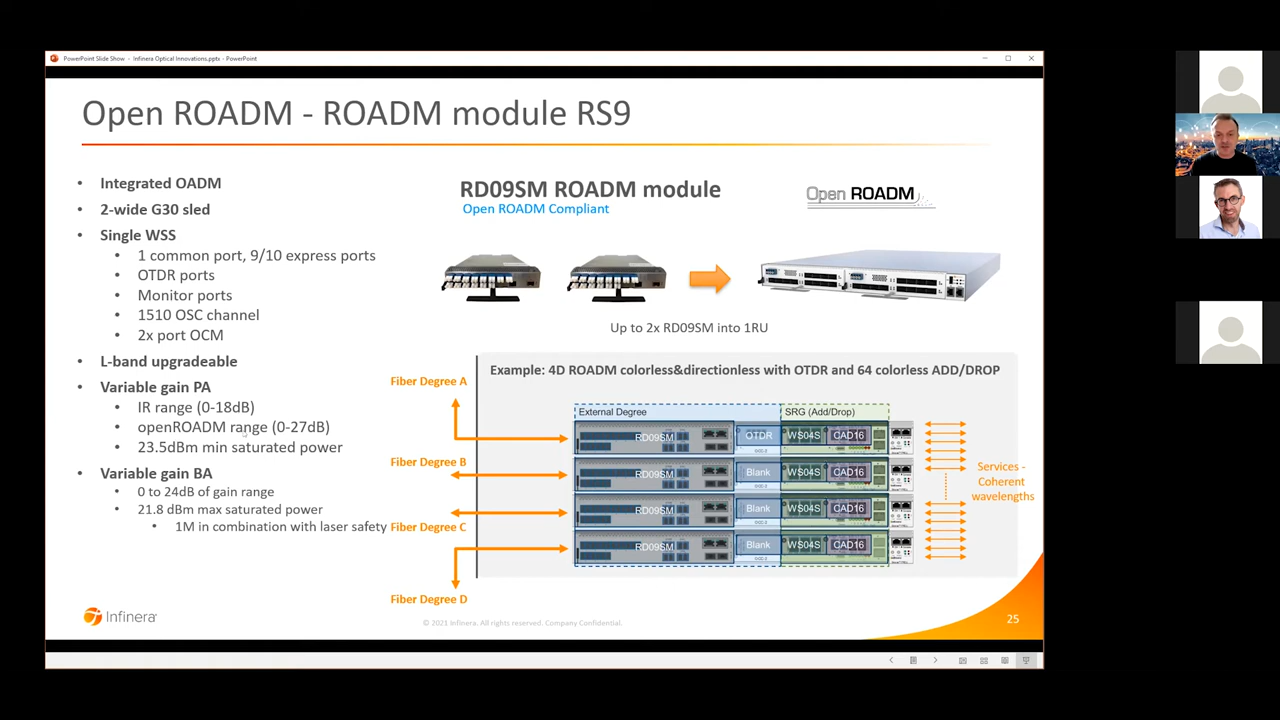 PowerPoint Slide Show - Infinera Optical Innovations.pptx - PowerPoint
Open ROADM - ROADM module RS9
• Integrated OADM
• 2-wide G30 sled
• Single WSS
• 1 common port, 9/10 express ports
• OTDR ports
• Monitor ports
• 1510 OSC channel
• 2x port OCM
• L-band upgradeable
• Variable gain PA
• IR range (0-18dB)
• openROADM range (0-27dB)
• 23.5dBm min saturated power
• Variable gain BA
• 0 to 24dB of gain range
• 21.8 dBm max saturated power
• 1M in combination with laser safety
RD09SM ROADM module
Open ROADM Compliant
Open ROADM
Up to 2x RD09SM into 1RU
Example: 4D ROADM colorless&directionless with OTDR and 64 colorless ADD/DROP
Fiber Degree A
Fiber Degree B
Fiber Degree C
Fiber Degree D
External Degree
SRG (Add/Drop)
RD09SM OTDR WS04S CAD16
RD09SM Blank WS04S CAD16
RD09SM Blank WS04S CAD16
RD09SM Blank WS04S CAD16
Services -
Coherent
wavelengths
Infinera
© 2021 Infinera. All rights reserved. Company Confidential.
25